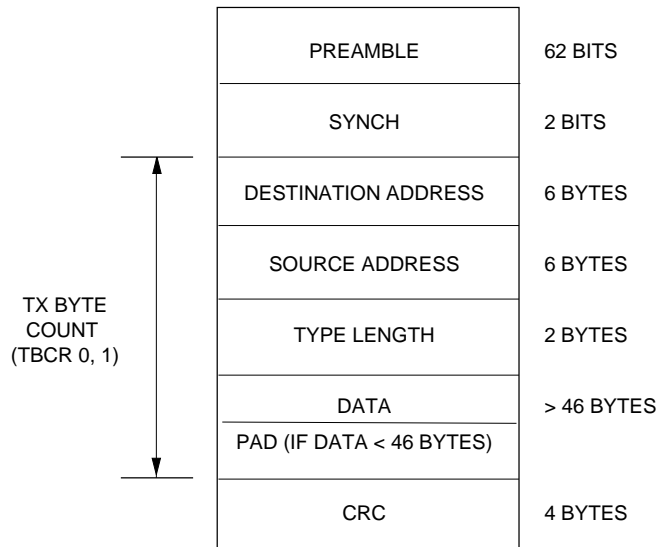 PREAMBLE 62 BITS
SYNCH 2 BITS
DESTINATION ADDRESS 6 BYTES
SOURCE ADDRESS 6 BYTES
TX BYTE
COUNT
(TBCR 0, 1)
TYPE LENGTH 2 BYTES
DATA > 46 BYTES
PAD (IF DATA < 46 BYTES)
CRC 4 BYTES